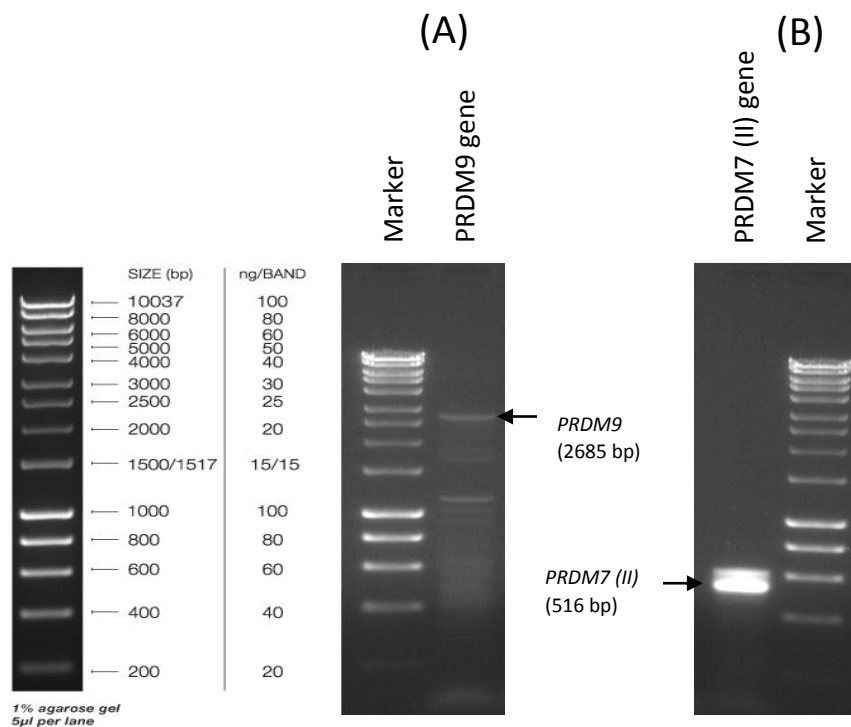 (A)
(B)
Marker
PRDM9 gene
PRDM7 (II) gene
Marker
SIZE (bp)
ng/BAND
10037 100
8000 80
6000 60
5000 50
4000 40
3000 30
2500 25
2000 20
1500/1517 15/15
1000 100
800 80
600 60
400 40
200 20
1% agarose gel
5µl per lane
PRDM9
(2685 bp)
PRDM7 (II)
(516 bp)